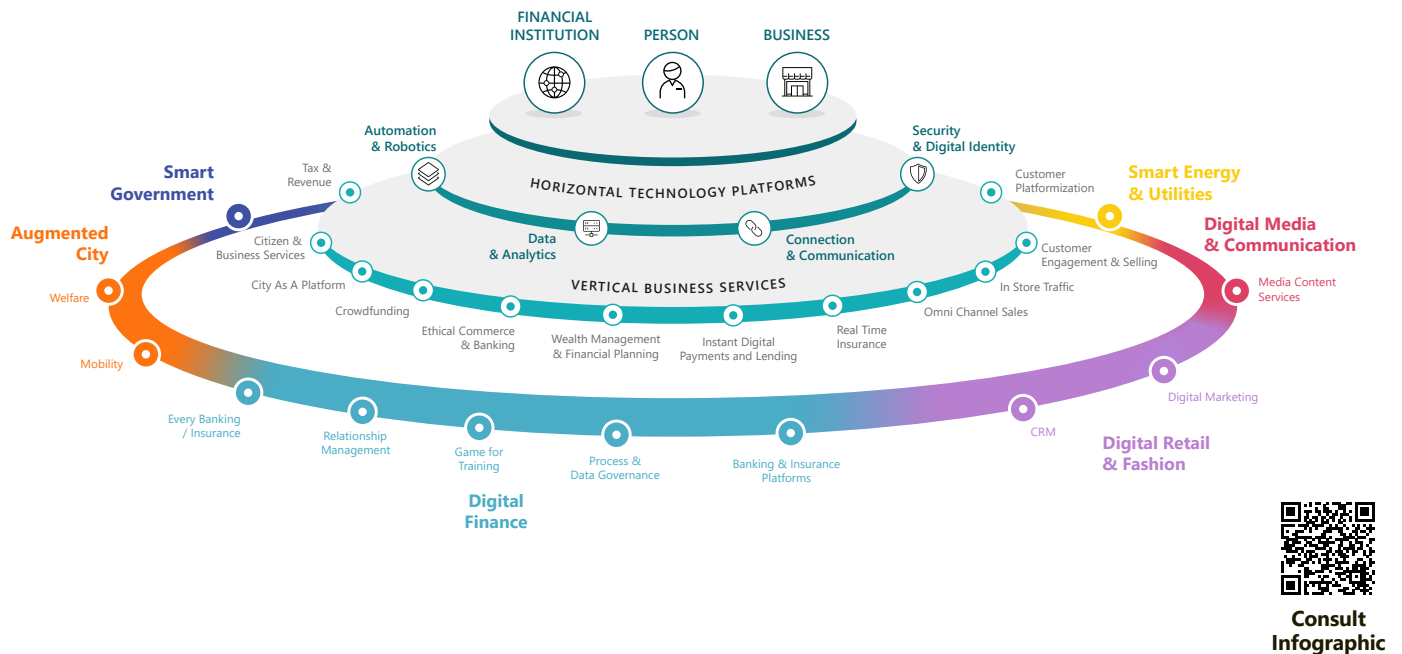 FINANCIAL
INSTITUTION
PERSON
BUSINESS
Automation
& Robotics
Security
& Digital Identity
HORIZONTAL TECHNOLOGY PLATFORMS
Data
& Analytics
Connection
& Communication
Smart
Government
Tax &
Revenue
Customer
Platformization
Smart Energy
& Utilities
Augmented
City
Citizen &
Business Services
Customer
Engagement & Selling
Digital Media
& Communication
VERTICAL BUSINESS SERVICES
City As A Platform
In Store Traffic
Welfare
Media Content
Services
Crowdfunding
Omni Channel Sales
Ethical Commerce
& Banking
Wealth Management
& Financial Planning
Instant Digital
Payments and Lending
Real Time
Insurance
Mobility
Digital Marketing
Every Banking
/ Insurance
Relationship
Management
Game for
Training
Process &
Data Governance
Banking & Insurance
Platforms
CRM
Digital Retail
& Fashion
Digital
Finance
Consult
Infographic